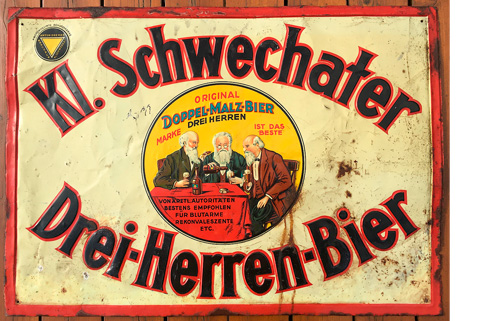 Kl. Schwechater
ORIGINAL
DOPPEL-MALZ-BIER
DREI HERREN
MARKE
IST DAS
BESTE
VON ÄRZTL. AUTORITÄTEN
BESTENS EMPFOHLEN
FÜR BLUTARME
REKONVALESZENTE
ETC.
Drei-Herren-Bier